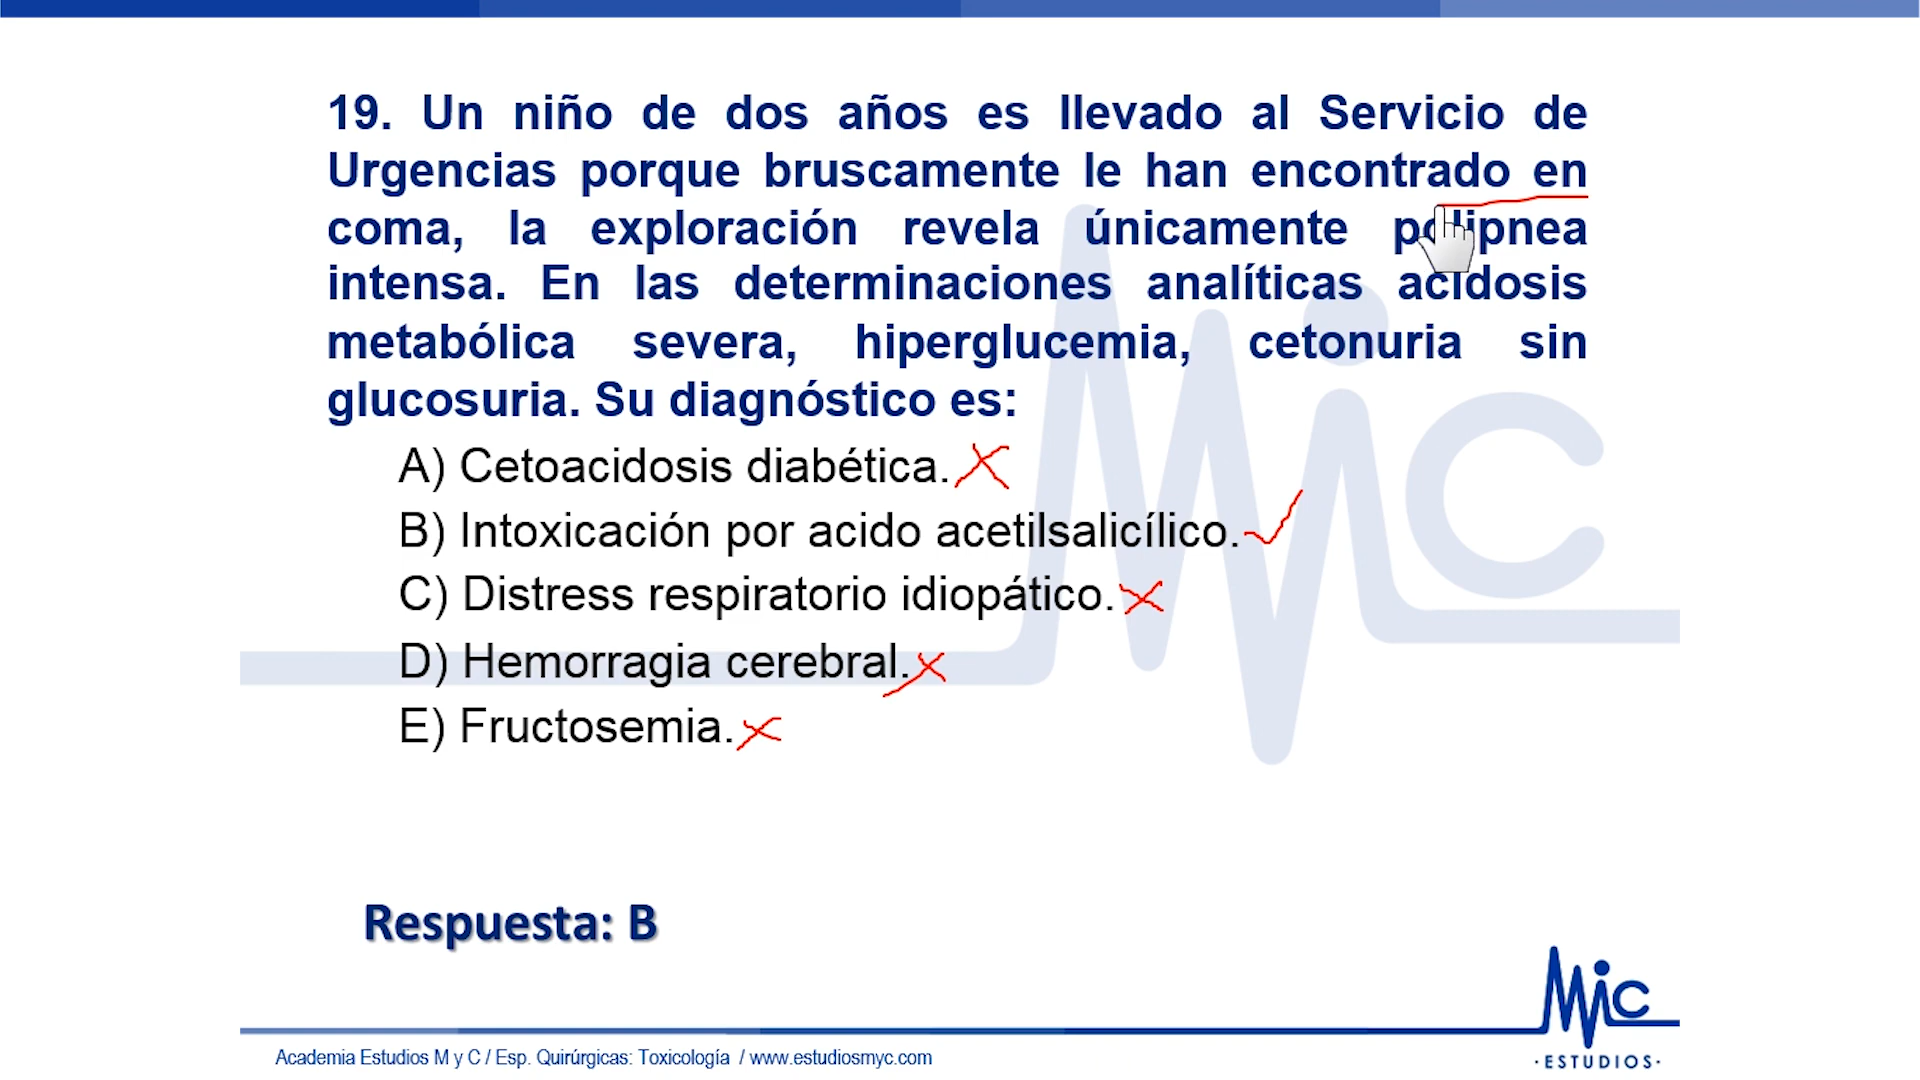 19. Un niño de dos años es llevado al Servicio de
Urgencias porque bruscamente le han encontrado en
coma, la exploración revela únicamente polipnea
intensa. En las determinaciones analíticas acidosis
metabólica severa, hiperglucemia, cetonuria sin
glucosuria. Su diagnóstico es:
A) Cetoacidosis diabética.
B) Intoxicación por acido acetilsalicílico.
C) Distress respiratorio idiopático.
D) Hemorragia cerebral.
E) Fructosemia.
Respuesta: B
MiC
·ESTUDIOS·
Academia Estudios M y C / Esp. Quirúrgicas: Toxicología / www.estudiosmyc.com
MiC